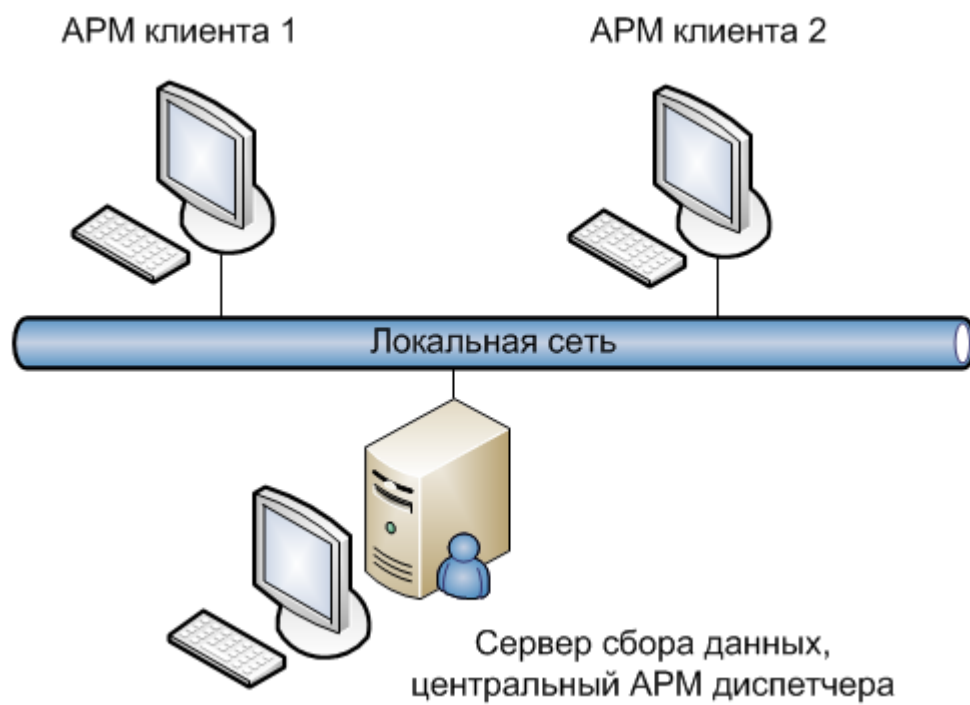 АРМ клиента 1
АРМ клиента 2
Локальная сеть
Сервер сбора данных,
центральный АРМ диспетчера